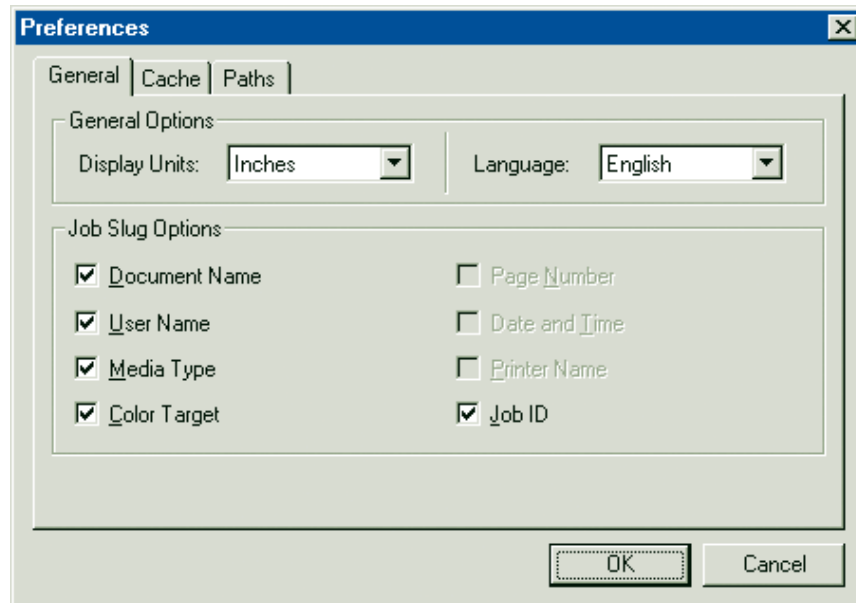 Preferences
General Cache Paths
General Options
Display Units: Inches Language: English
Job Slug Options
Document Name Page Number
User Name Date and Time
Media Type Printer Name
Color Target Job ID
OK Cancel